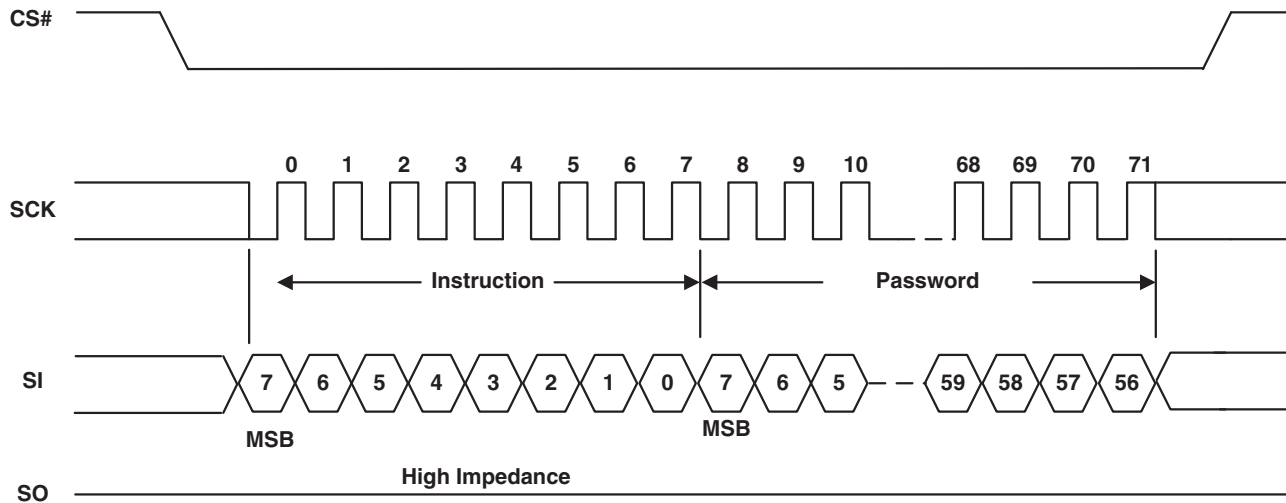 CS#
0 1 2 3 4 5 6 7 8 9 10 68 69 70 71
SCK
Instruction Password
SI 7 6 5 4 3 2 1 0 7 6 5 59 58 57 56
MSB MSB
High Impedance
SO